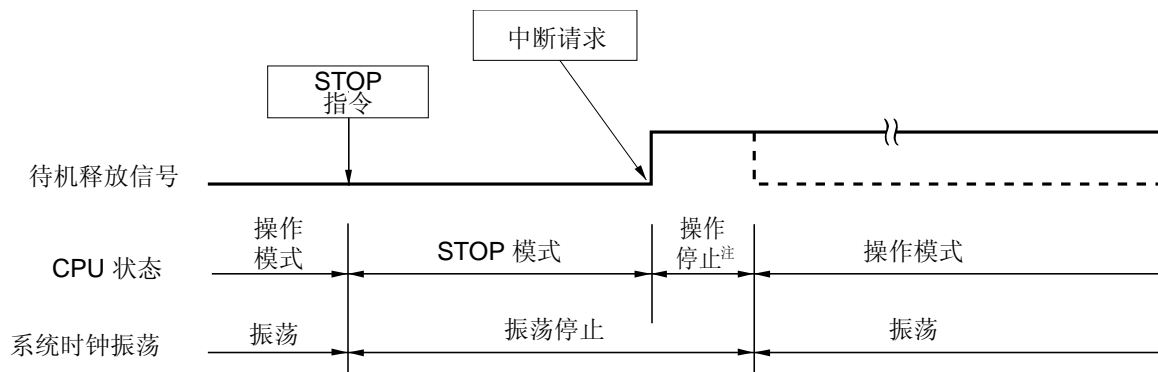 中断请求
STOP
指令
待机释放信号
CPU 状态
操作
模式
STOP 模式
操作
停止注
操作模式
系统时钟振荡
振荡
振荡停止
振荡